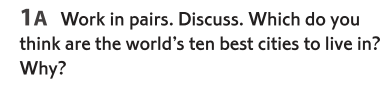 1A Work in pairs. Discuss. Which do you
think are the world's ten best cities to live in?
Why?